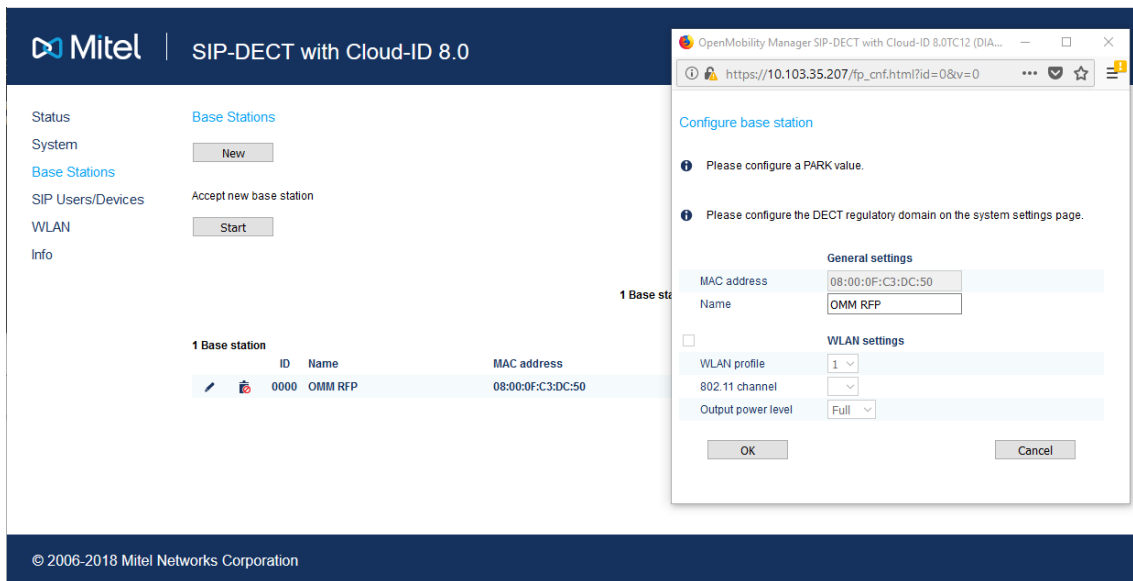 Mitel
SIP-DECT with Cloud-ID 8.0
Status
System
Base Stations
SIP Users/Devices
WLAN
Info
Base Stations
New
Accept new base station
Start
1 Base sta
1 Base station
ID Name MAC address
0000 OMM RFP 08:00:0F:C3:DC:50
OpenMobility Manager SIP-DECT with Cloud-ID 8.0TC12 (DIA...
https://10.103.35.207/fp_cnf.html?id=0&v=0
Configure base station
Please configure a PARK value.
Please configure the DECT regulatory domain on the system settings page.
General settings
MAC address 08:00:0F:C3:DC:50
Name OMM RFP
WLAN settings
WLAN profile 1
802.11 channel
Output power level Full
OK Cancel
© 2006-2018 Mitel Networks Corporation